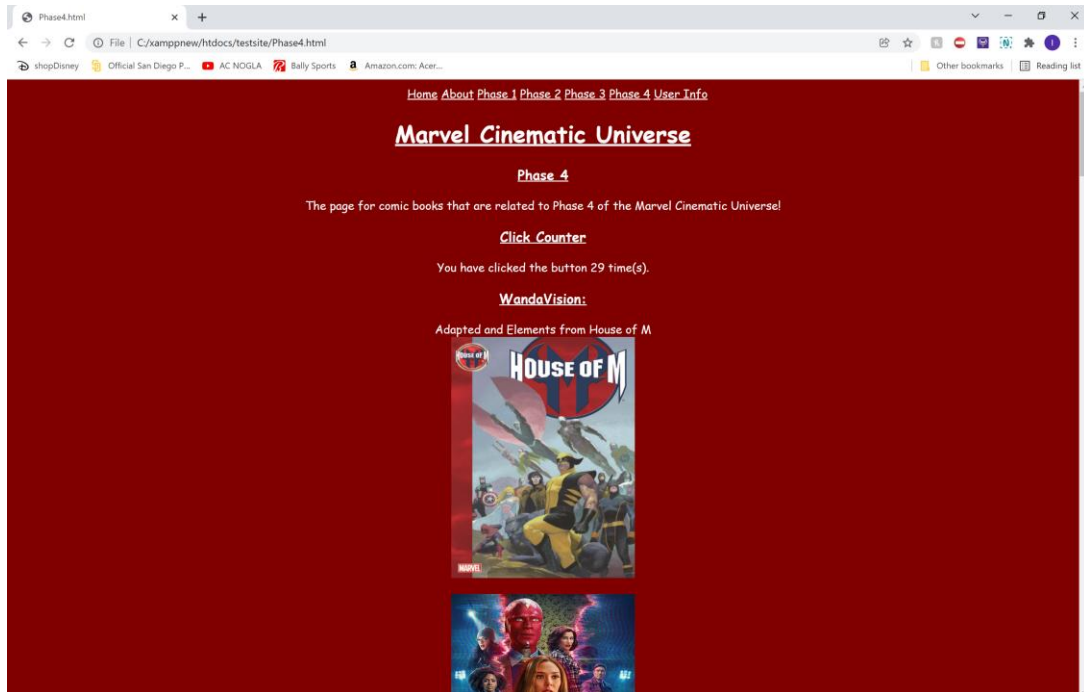 Phase4.html
File | C:/xamppnew/htdocs/testsite/Phase4.html
shopDisney Official San Diego P... AC NOGLA Bally Sports Amazon.com: Acer... Other bookmarks Reading list
Home About Phase 1 Phase 2 Phase 3 Phase 4 User Info
Marvel Cinematic Universe
Phase 4
The page for comic books that are related to Phase 4 of the Marvel Cinematic Universe!
Click Counter
You have clicked the button 29 time(s).
WandaVision:
Adapted and Elements from House of M
HOUSE OF M
HOUSE OF M
MARVEL